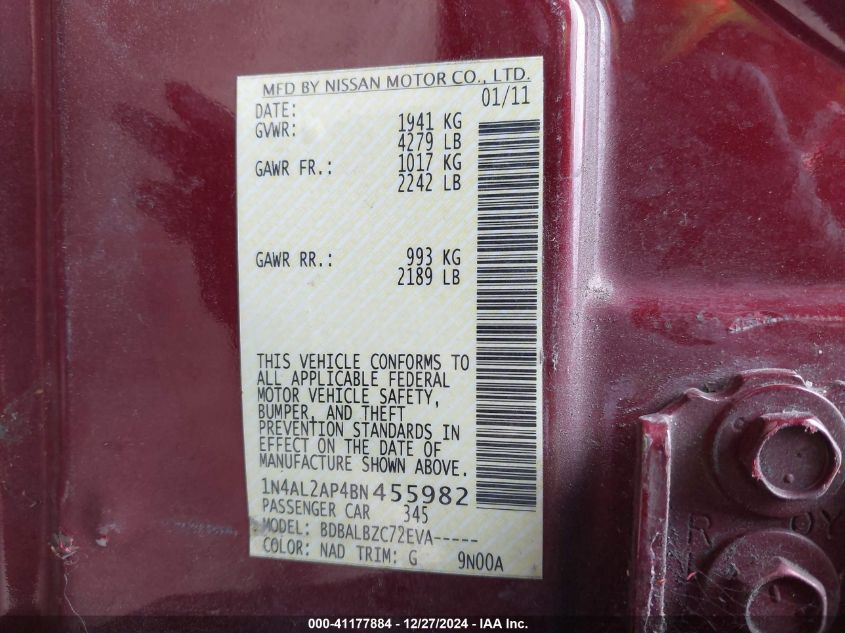 MFD BY NISSAN MOTOR CO., LTD.
DATE: 01/11
GVWR: 1941 KG
4279 LB
GAWR FR.: 1017 KG
2242 LB
GAWR RR.: 993 KG
2189 LB
THIS VEHICLE CONFORMS TO
ALL APPLICABLE FEDERAL
MOTOR VEHICLE SAFETY,
BUMPER, AND THEFT
PREVENTION STANDARDS IN
EFFECT ON THE DATE OF
MANUFACTURE SHOWN ABOVE.
1N4AL2AP4BN455982
PASSENGER CAR 345
MODEL: BDBALBZC72EVA-----
COLOR: NAD TRIM: G 9N00A
R OY
000-41177884 - 12/27/2024 - IAA Inc.